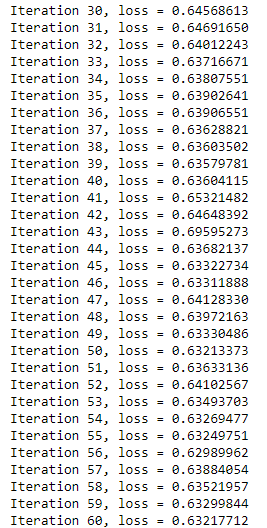 Iteration 30, loss = 0.64568613
Iteration 31, loss = 0.64691650
Iteration 32, loss = 0.64012243
Iteration 33, loss = 0.63716671
Iteration 34, loss = 0.63807551
Iteration 35, loss = 0.63902641
Iteration 36, loss = 0.63906551
Iteration 37, loss = 0.63628821
Iteration 38, loss = 0.63603502
Iteration 39, loss = 0.63579781
Iteration 40, loss = 0.63604115
Iteration 41, loss = 0.65321482
Iteration 42, loss = 0.64648392
Iteration 43, loss = 0.69595273
Iteration 44, loss = 0.63682137
Iteration 45, loss = 0.63322734
Iteration 46, loss = 0.63311888
Iteration 47, loss = 0.64128330
Iteration 48, loss = 0.63972163
Iteration 49, loss = 0.63330486
Iteration 50, loss = 0.63213373
Iteration 51, loss = 0.63633136
Iteration 52, loss = 0.64102567
Iteration 53, loss = 0.63493703
Iteration 54, loss = 0.63269477
Iteration 55, loss = 0.63249751
Iteration 56, loss = 0.62989962
Iteration 57, loss = 0.63884054
Iteration 58, loss = 0.63521957
Iteration 59, loss = 0.63299844
Iteration 60, loss = 0.63217712